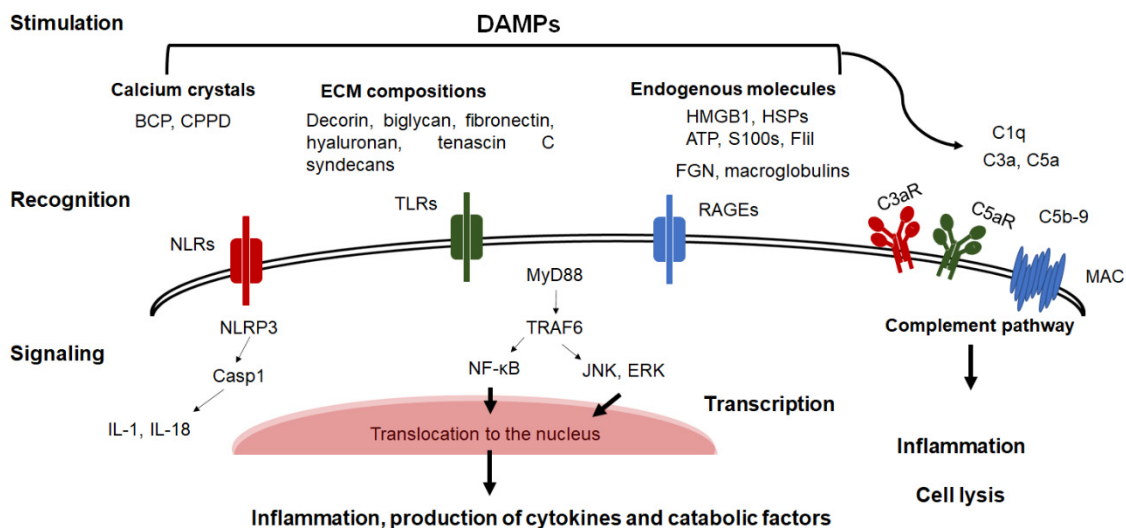 Stimulation
DAMPs
Calcium crystals
BCP, CPPD
ECM compositions
Decorin, biglycan, fibronectin,
hyaluronan, tenascin C
syndecans
Endogenous molecules
HMGB1, HSPs
ATP, S100s, FliI
FGN, macroglobulins
C1q
C3a, C5a
Recognition
NLRs
TLRs
RAGEs
C3aR
C5aR
C5b-9
MAC
Signaling
NLRP3
Casp1
IL-1, IL-18
MyD88
TRAF6
NF-κB
JNK, ERK
Translocation to the nucleus
Transcription
Inflammation, production of cytokines and catabolic factors
Complement pathway
Inflammation
Cell lysis